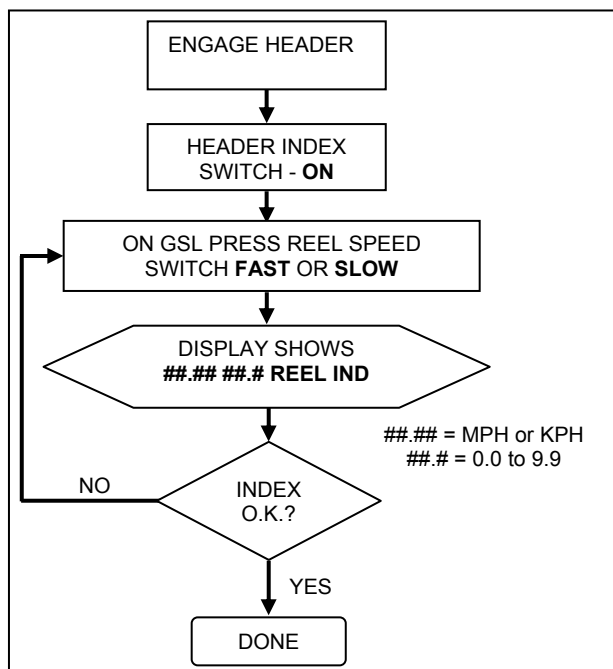 ENGAGE HEADER
HEADER INDEX
SWITCH - ON
ON GSL PRESS REEL SPEED
SWITCH FAST OR SLOW
DISPLAY SHOWS
##.## ##.# REEL IND
##.## = MPH or KPH
##.# = 0.0 to 9.9
NO
INDEX
O.K.?
YES
DONE